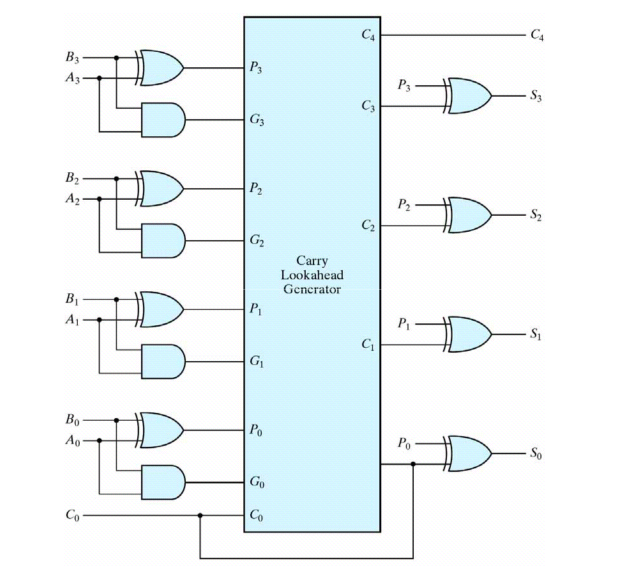 C₄ C₄
B₃
A₃
P₃
P₃
C₃
S₃
G₃
B₂
A₂
P₂
P₂
C₂
S₂
G₂
Carry
Lookahead
Generator
B₁
A₁
P₁
P₁
C₁
S₁
G₁
B₀
A₀
P₀
P₀
S₀
G₀
C₀ C₀